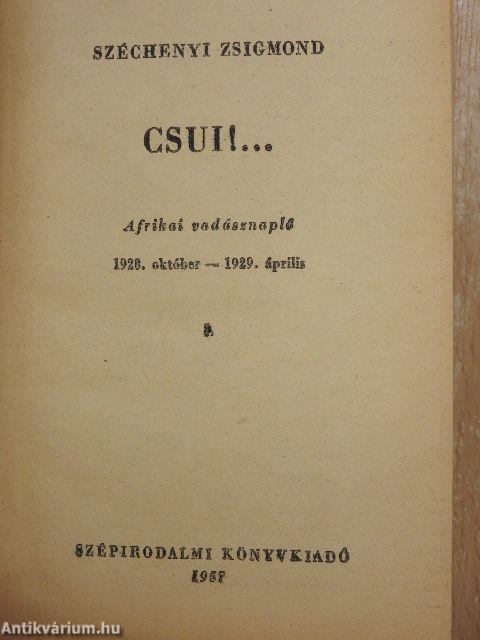 SZÉCHENYI ZSIGMOND
CSUI!...
Afrikai vadásznapló
1928. október — 1929. április
SZÉPIRODALMI KÖNYVKIADÓ
1957
Antikvárium.hu